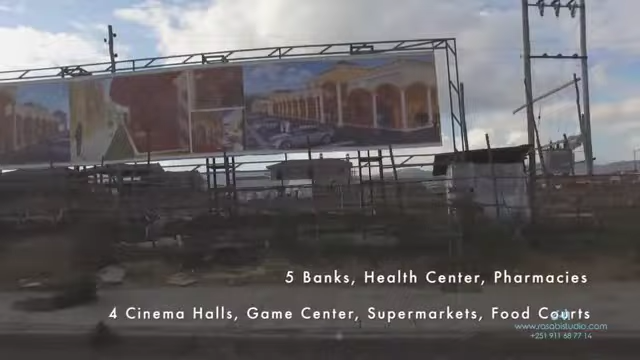 5 Banks, Health Center, Pharmacies
4 Cinema Halls, Game Center, Supermarkets, Food Courts
www.rasabistudio.com
+251 911 68 77 14